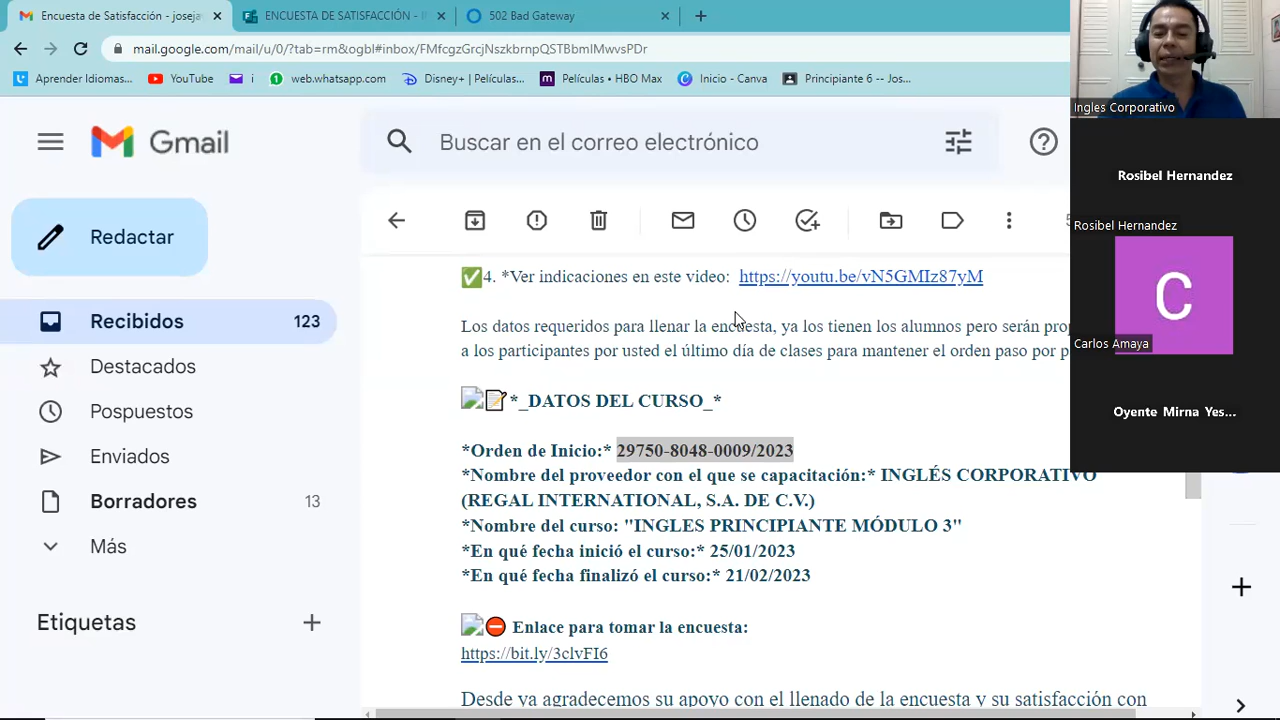 Encuesta de Satisfacción - joseja
ENCUESTA DE SATISFACCIÓN - I
502 Bad Gateway
mail.google.com/mail/u/0/?tab=rm&ogbl#inbox/FMfcgzGrcjNszkbhpQSTBbmIMwvsPDr
Aprender Idiomas...
YouTube
i
web.whatsapp.com
Disney+ | Películas...
Películas • HBO Max
Inicio - Canva
Principiante 6 -- Jos...
Gmail
Buscar en el correo electrónico
Redactar
Recibidos 123
Destacados
Pospuestos
Enviados
Borradores 13
Más
Etiquetas
4. *Ver indicaciones en este video: https://youtu.be/vN5GMIz87yM
Los datos requeridos para llenar la encuesta, ya los tienen los alumnos pero serán pro
a los participantes por usted el último día de clases para mantener el orden paso por p
*_DATOS DEL CURSO_*
*Orden de Inicio:* 29750-8048-0009/2023
*Nombre del proveedor con el que se capacitación:* INGLÉS CORPORATIVO
(REGAL INTERNATIONAL, S.A. DE C.V.)
*Nombre del curso: "INGLES PRINCIPIANTE MÓDULO 3"
*En qué fecha inició el curso:* 25/01/2023
*En qué fecha finalizó el curso:* 21/02/2023
Enlace para tomar la encuesta:
https://bit.ly/3clvFI6
Desde ya agradecemos su apoyo con el llenado de la encuesta y su satisfacción con
Ingles Corporativo
Rosibel Hernandez
Rosibel Hernandez
C
Carlos Amaya
Oyente Mirna Yes...